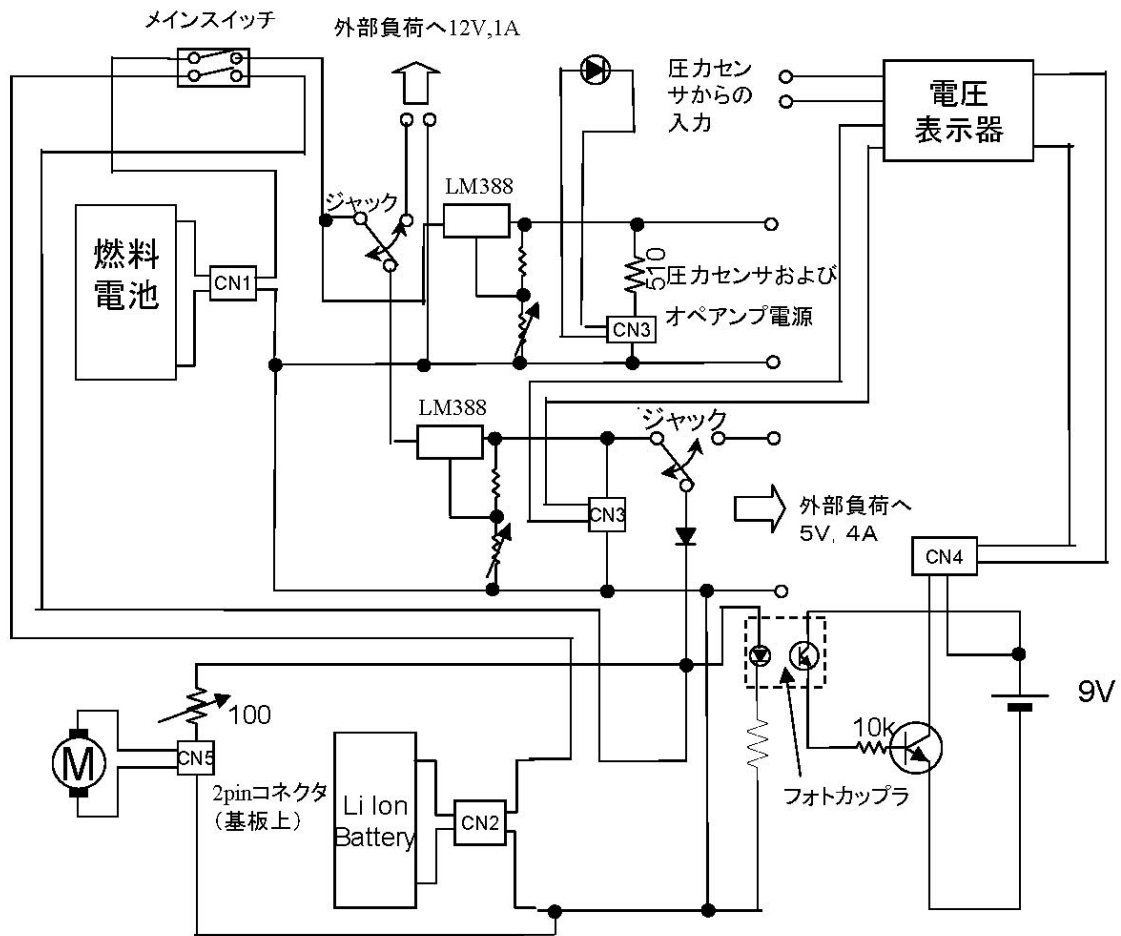 メインスイッチ
外部負荷へ12V,1A
圧力セン
サからの
入力
電圧
表示器
ジャック
LM388
燃料
電池
CN1
510
圧力センサおよび
オペアンプ電源
CN3
LM388
ジャック
CN3
外部負荷へ
5V, 4A
CN4
100
9V
M
CN5
10k
2pinコネクタ
(基板上)
Li Ion
Battery
CN2
フォトカップラ